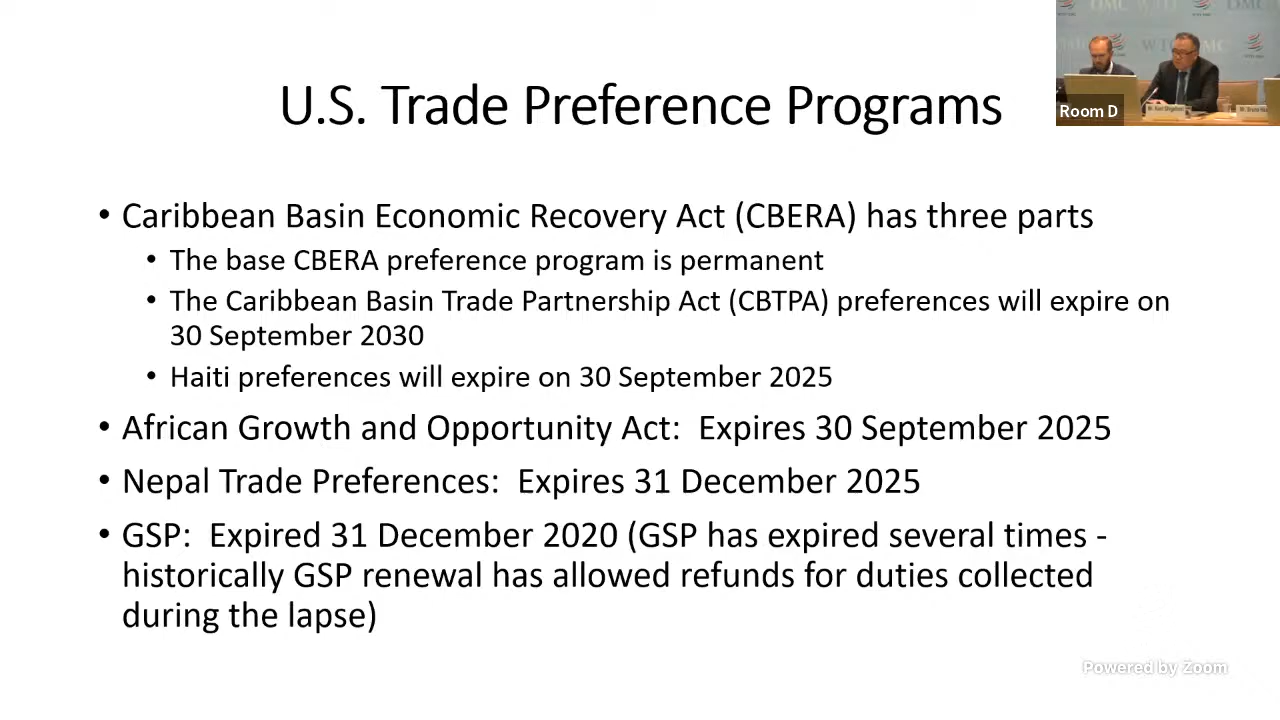 U.S. Trade Preference Programs
Room D
• Caribbean Basin Economic Recovery Act (CBERA) has three parts
• The base CBERA preference program is permanent
• The Caribbean Basin Trade Partnership Act (CBTPA) preferences will expire on
30 September 2030
• Haiti preferences will expire on 30 September 2025
• African Growth and Opportunity Act:  Expires 30 September 2025
• Nepal Trade Preferences:  Expires 31 December 2025
• GSP:  Expired 31 December 2020 (GSP has expired several times -
historically GSP renewal has allowed refunds for duties collected
during the lapse)
Powered by Zoom